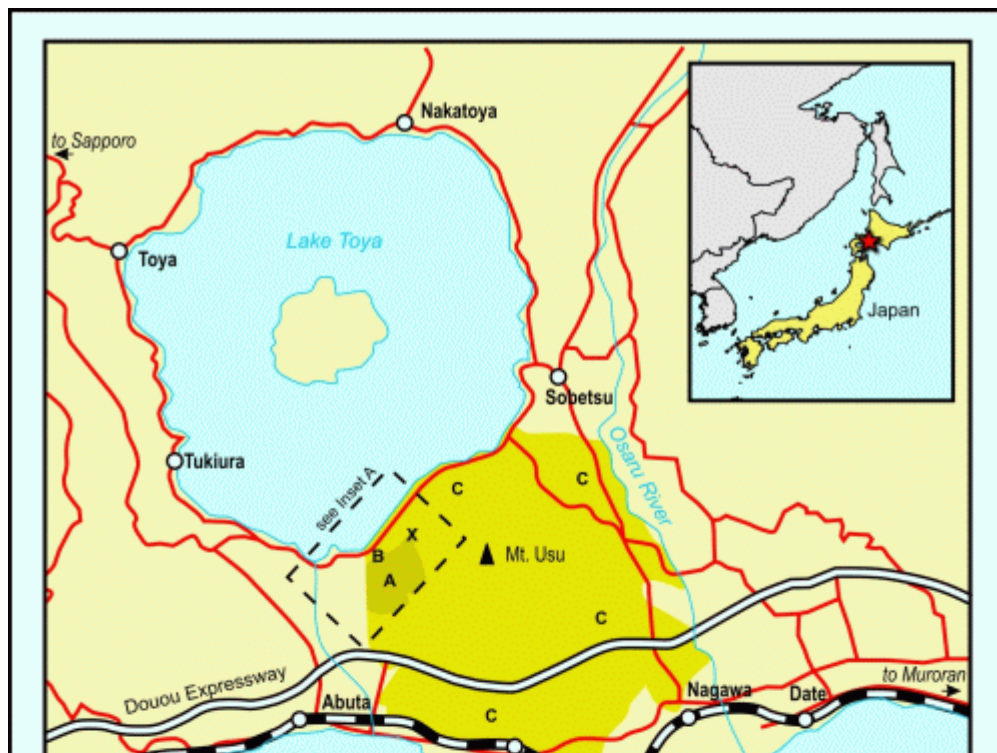 Nakatoya
to Sapporo
Lake Toya
Toya
Japan
Sobetsu
Osaru River
Tukiura
see Inset A
C
C
X
B
A
Mt. Usu
C
Douou Expressway
to Muroran
Abuta
Nagawa
Date
C